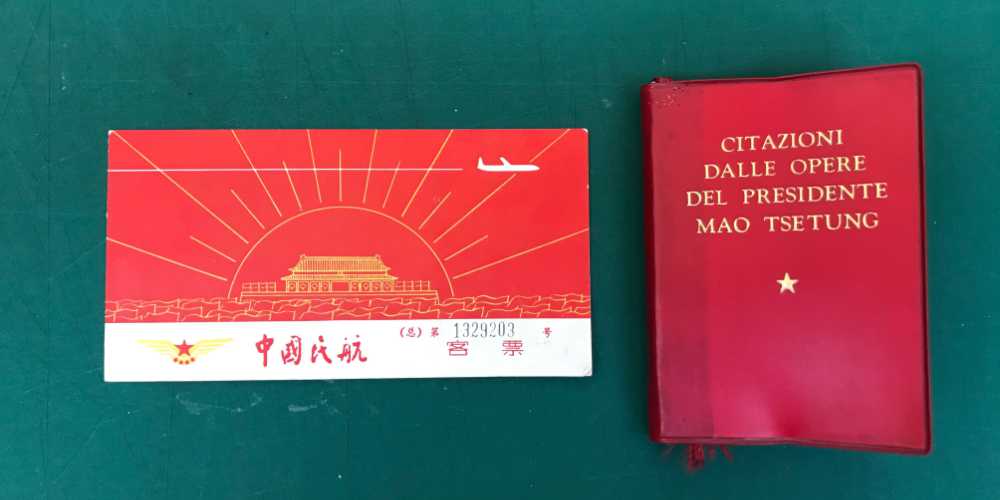 中國民航
(总) 第 1329203 号
客票
CITAZIONI
DALLE OPERE
DEL PRESIDENTE
MAO TSETUNG